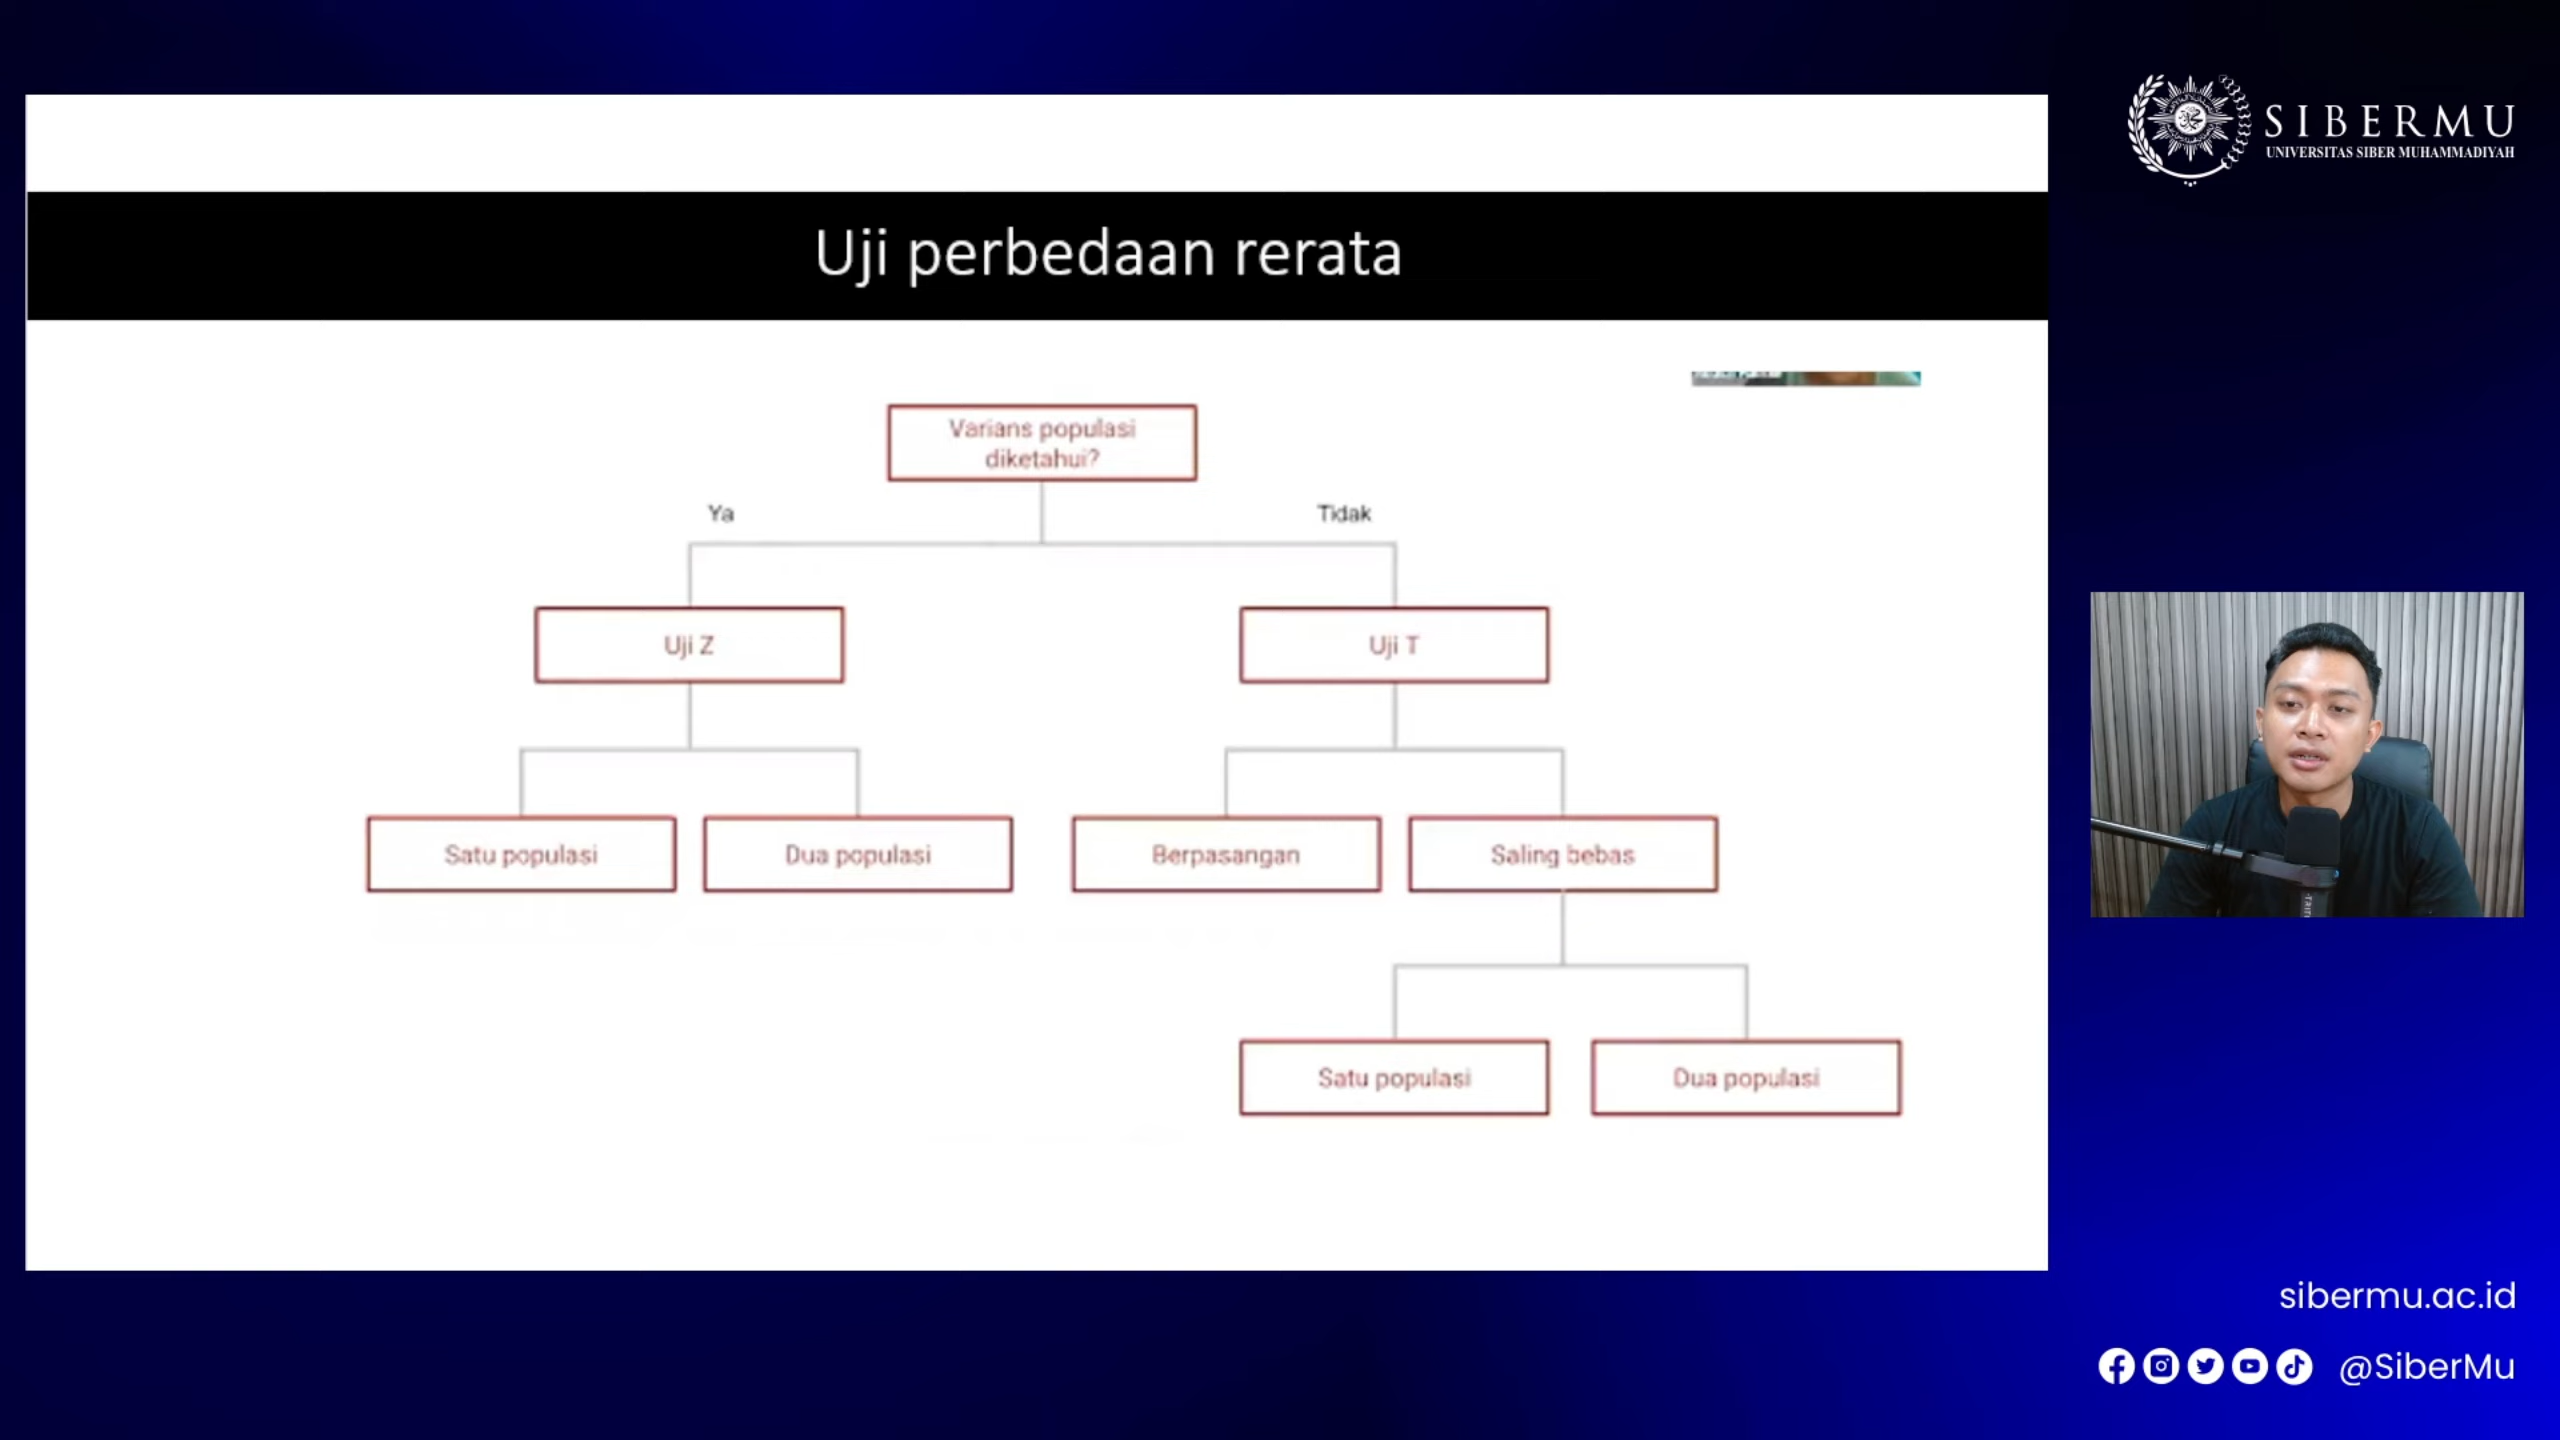 SIBERMU
UNIVERSITAS SIBER MUHAMMADIYAH
Uji perbedaan rerata
Varians populasi
diketahui?
Ya
Tidak
Uji Z
Uji T
Satu populasi
Dua populasi
Berpasangan
Saling bebas
Satu populasi
Dua populasi
sibermu.ac.id
@SiberMu